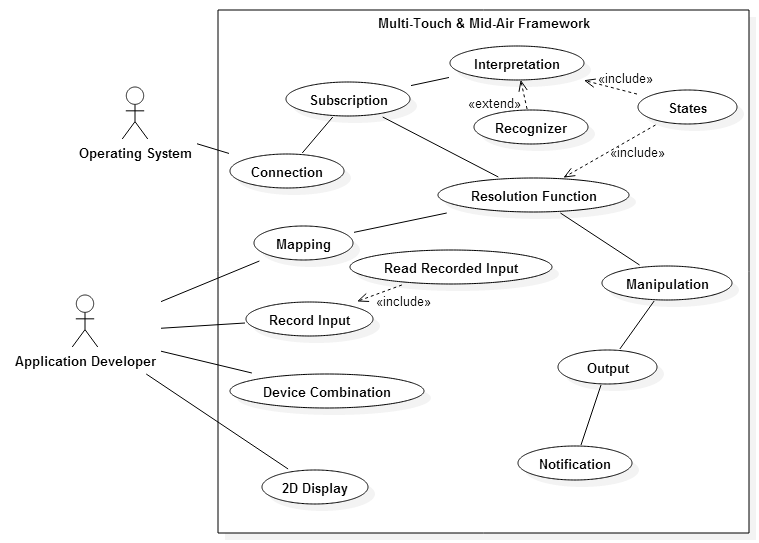 Multi-Touch & Mid-Air Framework
Interpretation
«include»
Subscription
«extend»
States
Recognizer
Operating System
«include»
Connection
Resolution Function
Mapping
Read Recorded Input
Manipulation
«include»
Record Input
Application Developer
Output
Device Combination
Notification
2D Display